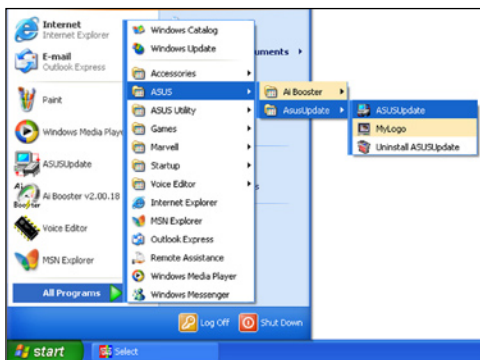 Internet
Internet Explorer
E-mail
Outlook Express
Paint
Windows Media Play
ASUSUpdate
Ai Booster v2.00.18
Voice Editor
MSN Explorer
All Programs
Windows Catalog
Windows Update
Accessories
ASUS
ASUS Utility
Games
Marvell
Startup
Voice Editor
Internet Explorer
MSN Explorer
Outlook Express
Remote Assistance
Windows Media Player
Windows Messenger
uments
s
Ai Booster
AsusUpdate
ASUSUpdate
MyLogo
Uninstall ASUSUpdate
Log Off
Shut Down
start
Select